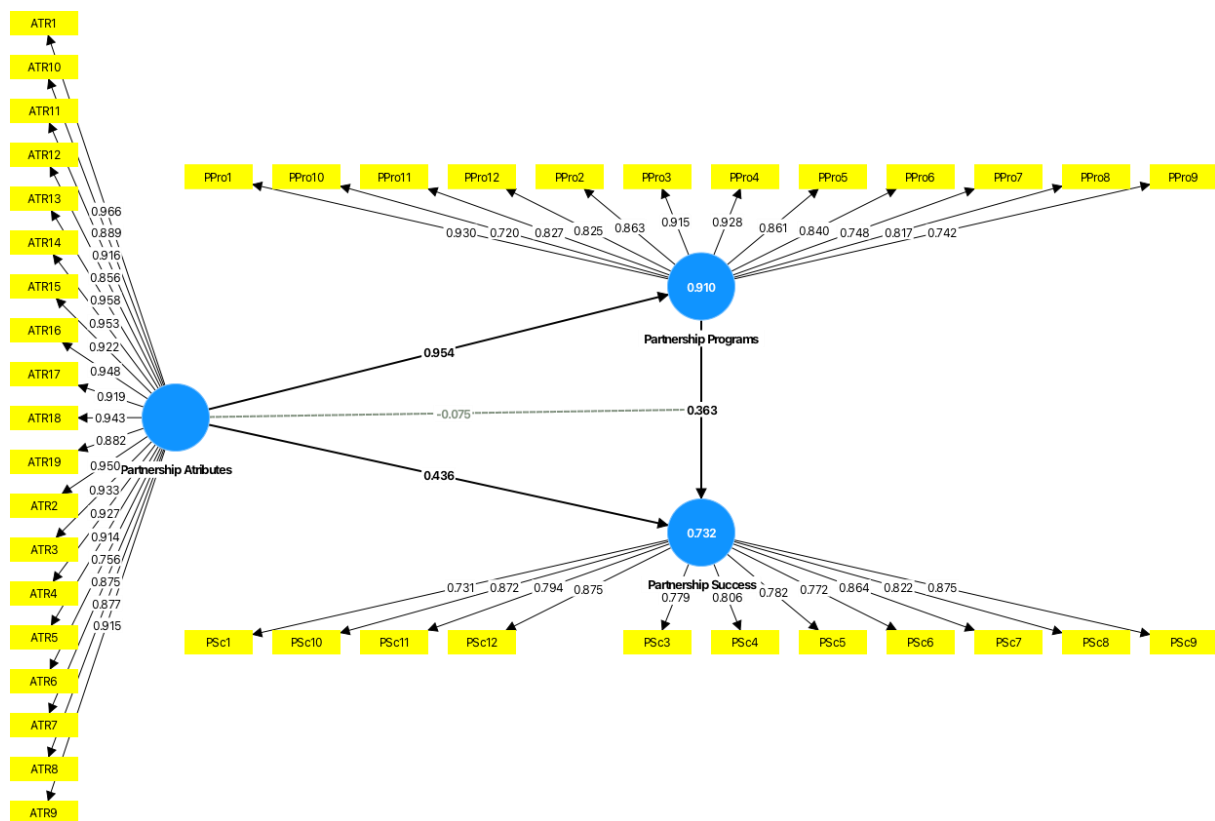 ATR1
ATR10
ATR11
ATR12
ATR13
ATR14
ATR15
ATR16
ATR17
ATR18
ATR19
ATR2
ATR3
ATR4
ATR5
ATR6
ATR7
ATR8
ATR9
0.966
0.889
0.916
0.856
0.958
0.953
0.922
0.948
0.919
0.943
0.882
0.950
0.933
0.927
0.914
0.756
0.875
0.877
0.915
Partnership Atributes
PPro1 PPro10 PPro11 PPro12 PPro2 PPro3 PPro4 PPro5 PPro6 PPro7 PPro8 PPro9
0.930 0.720 0.827 0.825 0.863 0.915 0.928 0.861 0.840 0.748 0.817 0.742
0.910
Partnership Programs
0.954
-0.075
0.363
0.436
0.732
Partnership Success
0.731 0.872 0.794 0.875 0.779 0.806 0.782 0.772 0.864 0.822 0.875
PSc1 PSc10 PSc11 PSc12 PSc3 PSc4 PSc5 PSc6 PSc7 PSc8 PSc9